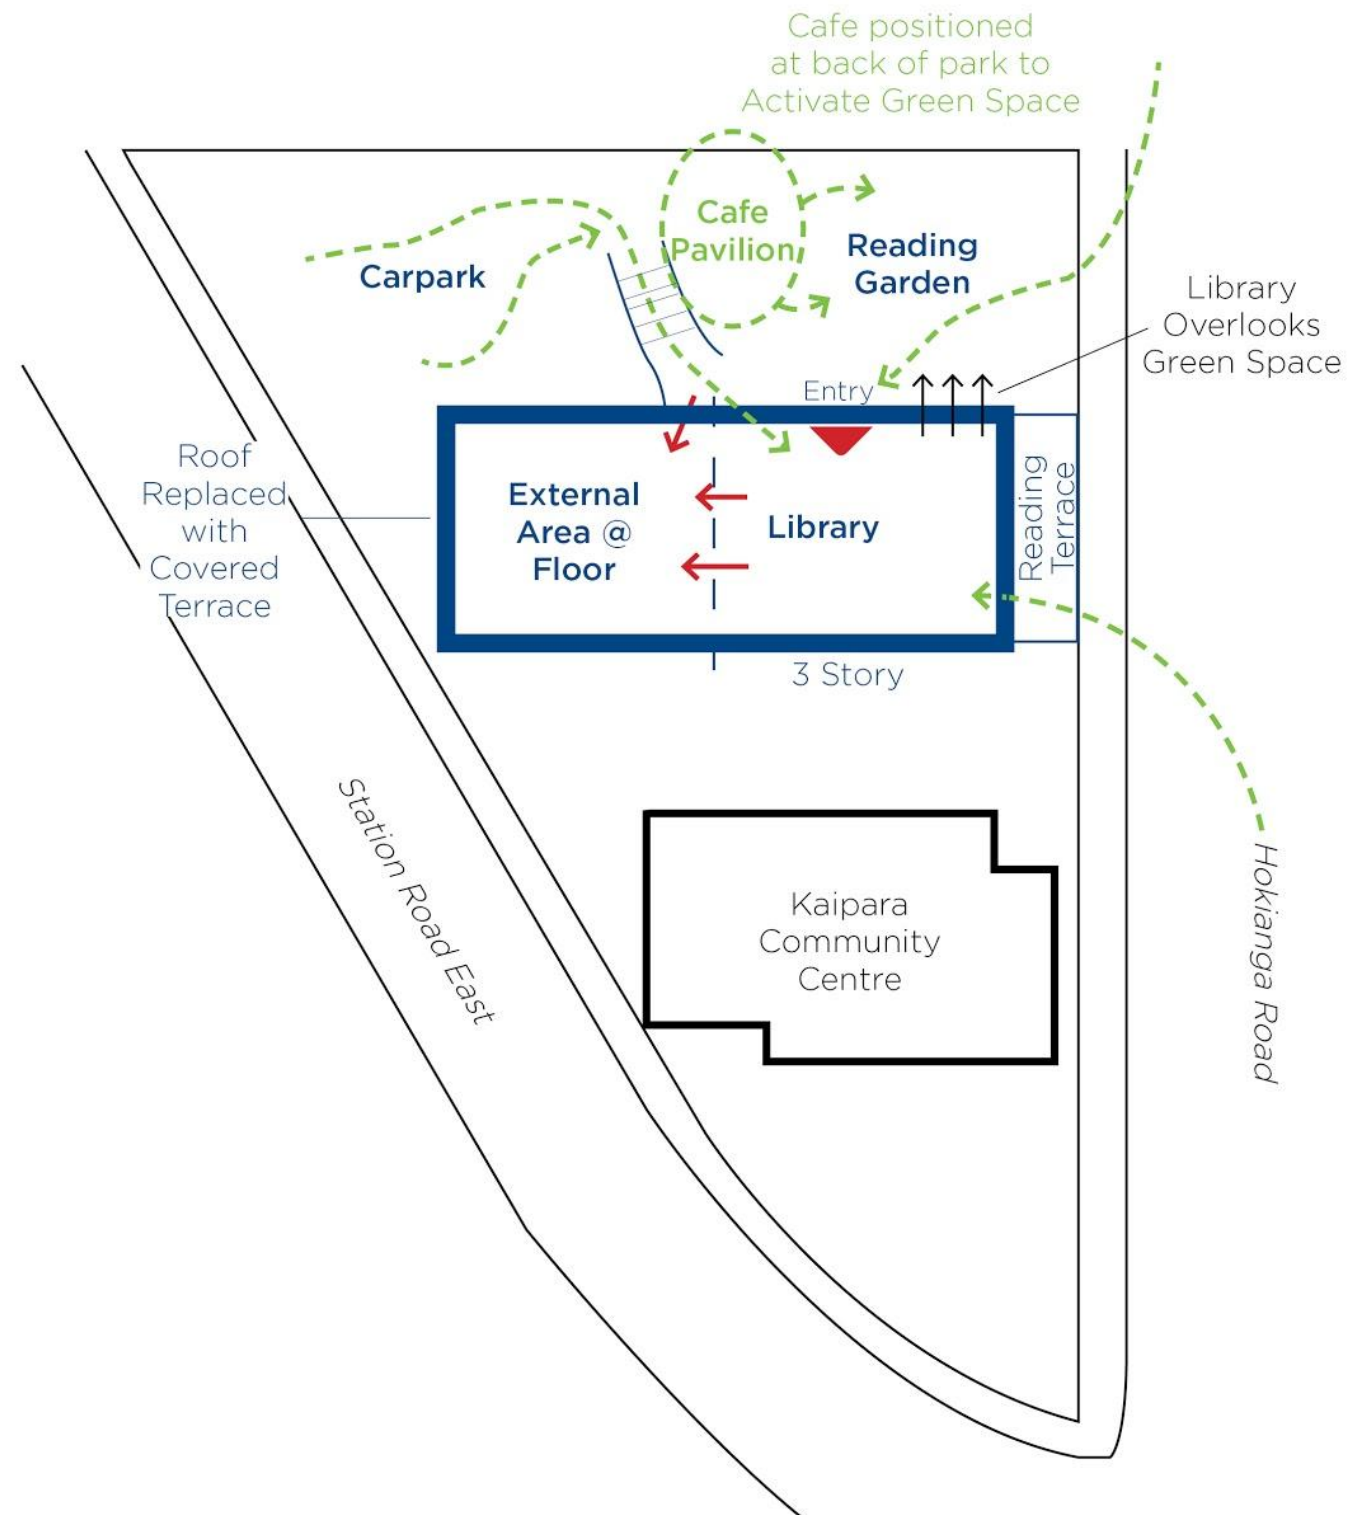 Cafe positioned
at back of park to
Activate Green Space
Cafe
Pavilion
Reading
Garden
Carpark
Library
Overlooks
Green Space
Entry
Roof
Replaced
with
Covered
Terrace
External
Area @
Floor
Library
Reading
Terrace
3 Story
Station Road East
Kaipara
Community
Centre
Hokianga Road